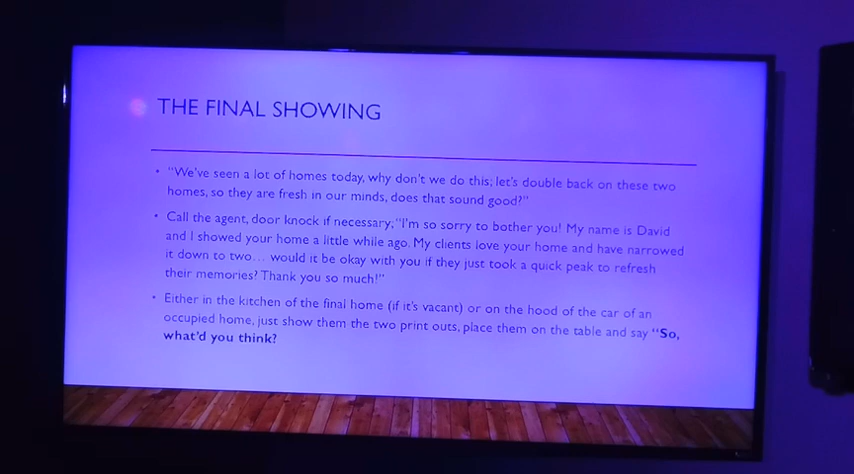 THE FINAL SHOWING
• "We've seen a lot of homes today, why don't we do this; let's double back on these two
homes, so they are fresh in our minds, does that sound good?"
• Call the agent, door knock if necessary, "I'm so sorry to bother you! My name is David
and I showed your home a little while ago. My clients love your home and have narrowed
it down to two… would it be okay with you if they just took a quick peak to refresh
their memories? Thank you so much!"
• Either in the kitchen of the final home (if it's vacant) or on the hood of the car of an
occupied home, just show them the two print outs, place them on the table and say "So,
what'd you think?